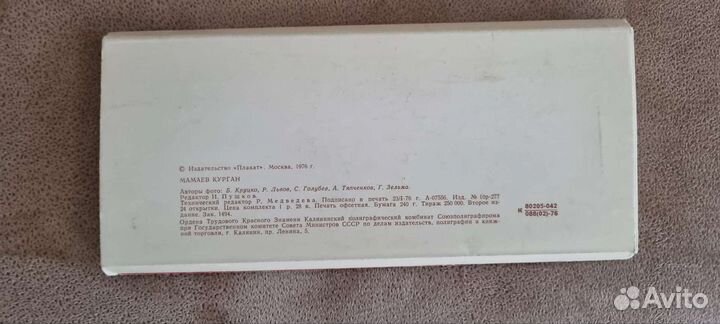 © Издательство «Плакат». Москва, 1976 г.
МАМАЕВ КУРГАН
Авторы фото: Б. Круцко, Р. Львов, С. Голубев, А. Тяпченков, Г. Зельма.
Редактор Н. Пушков.
Технический редактор Р. Медведева. Подписано в печать 23/I-76 г. А-07556. Изд. № 10р-277
24 открытки. Цена комплекта 1 р. 28 к. Печать офсетная. Бумага 240 г. Тираж 250 000. Второе из-
дание. Зак. 1494.
Ордена Трудового Красного Знамени Калининский полиграфический комбинат Союзполиграфпрома
при Государственном комитете Совета Министров СССР по делам издательств, полиграфии и книж-
ной торговли, г. Калинин, пр. Ленина, 5.
К 80205-042
088(02)-76
Avito